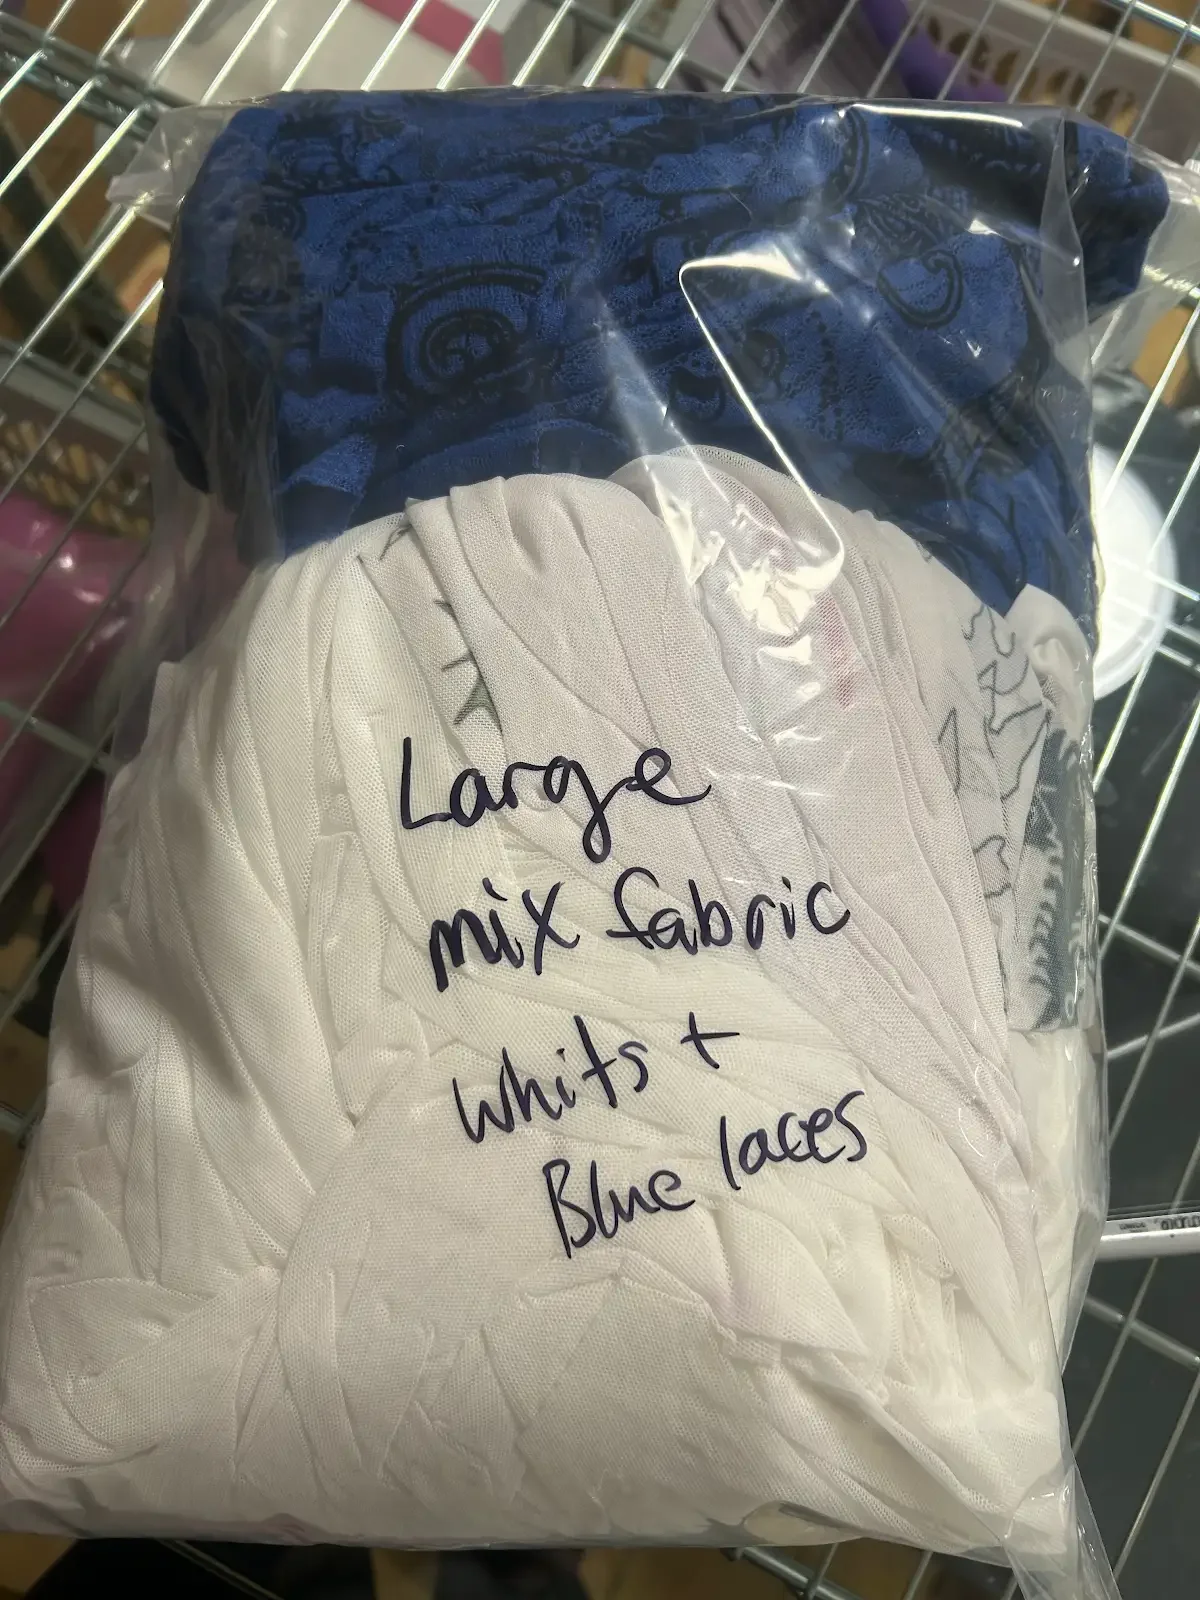 Large
mix fabric
whits +
Blue laces